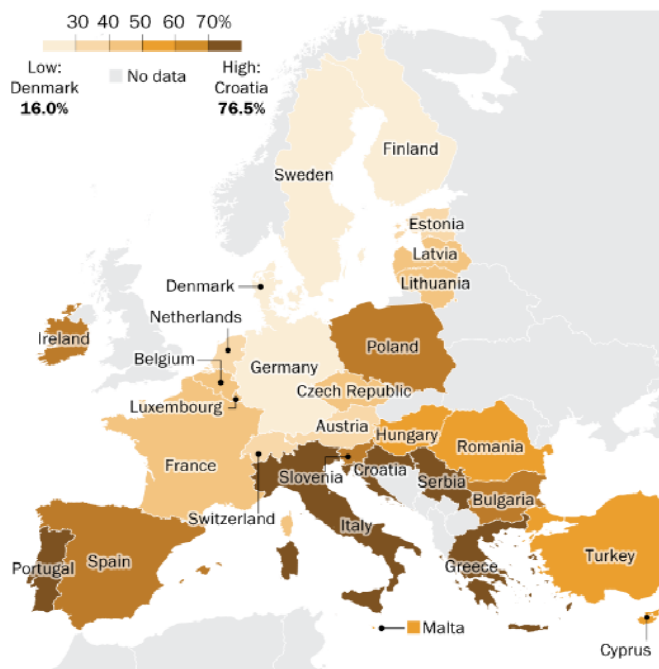 30 40 50 60 70%
Low:
Denmark
16.0%
No data
High:
Croatia
76.5%
Finland
Sweden
Estonia
Latvia
Lithuania
Denmark
Netherlands
Ireland
Poland
Belgium
Germany
Czech Republic
Luxembourg
Austria
Hungary
Romania
France
Slovenia
Croatia
Serbia
Bulgaria
Switzerland
Italy
Portugal
Spain
Greece
Turkey
Malta
Cyprus